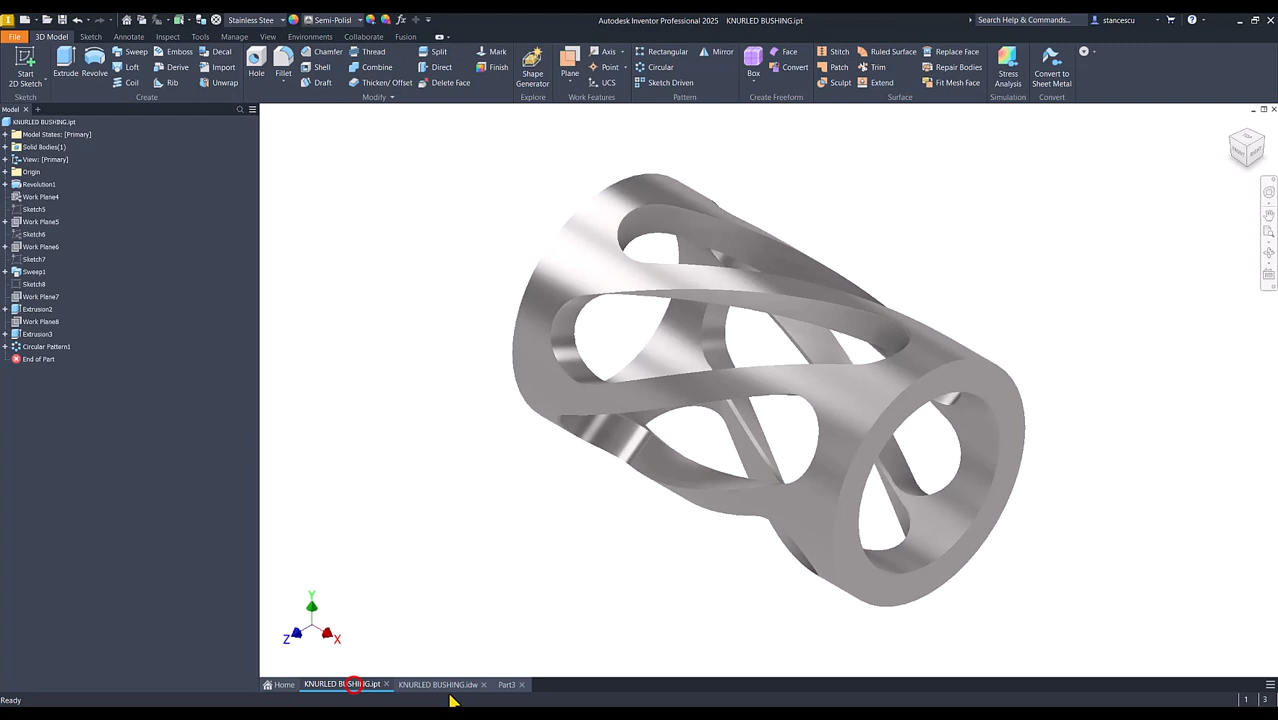 Stainless Stee
Semi-Polisl
Autodesk Inventor Professional 2025 KNURLED BUSHING.ipt
Search Help & Commands...
stancescu
File 3D Model Sketch Annotate Inspect Tools Manage View Environments Collaborate Fusion
Start 2D Sketch Extrude Revolve Sweep Emboss Decal
Loft Derive Import
Coil Rib Unwrap
Hole Fillet Chamfer Thread Split
Shell Combine Direct
Draft Thicken/ Offset Delete Face
Mark
Finish
Shape Generator
Plane Axis
Point
UCS
Rectangular Mirror
Circular
Sketch Driven
Box Face
Convert
Stitch Ruled Surface Replace Face
Patch Trim Repair Bodies
Sculpt Extend Fit Mesh Face
Stress Analysis
Convert to Sheet Metal
Sketch Create Modify Explore Work Features Pattern Create Freeform Surface Simulation Convert
Model
KNURLED BUSHING.ipt
Model States: [Primary]
Solid Bodies(1)
View: [Primary]
Origin
Revolution1
Work Plane4
Sketch5
Work Plane5
Sketch6
Work Plane6
Sketch7
Sweep1
Sketch8
Work Plane7
Extrusion2
Work Plane8
Extrusion3
Circular Pattern1
End of Part
TOP
FRONT
RIGHT
Y
Z
X
Home KNURLED BUSHING.ipt KNURLED BUSHING.idw Part3
Ready
1 3